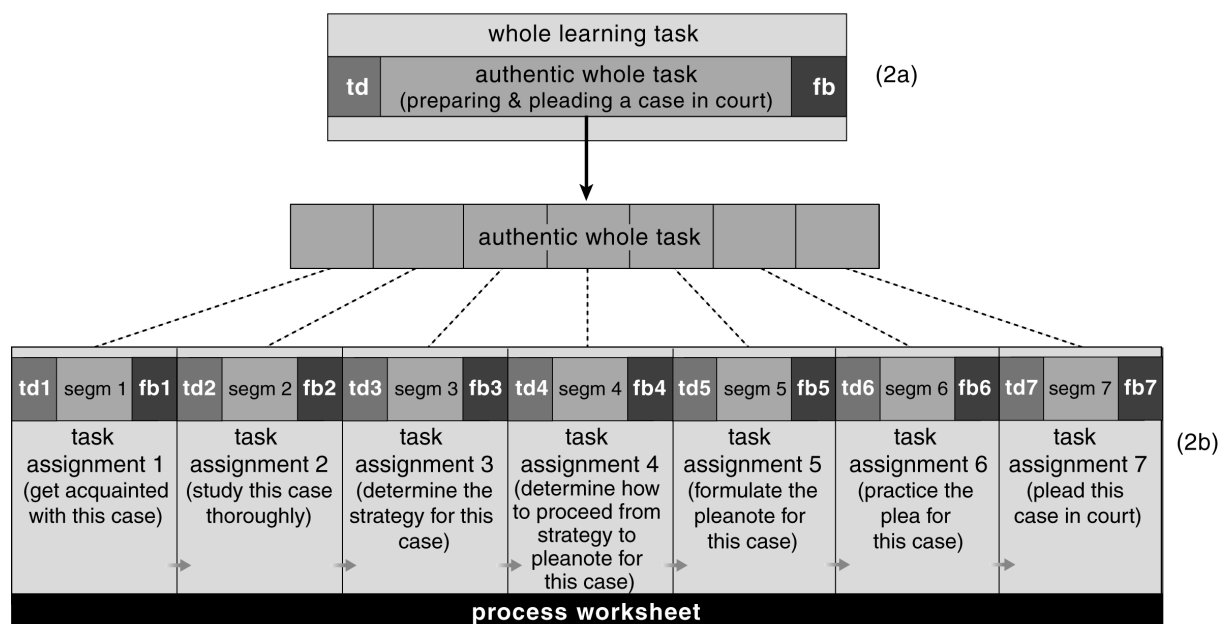 whole learning task
td
authentic whole task
(preparing & pleading a case in court)
fb
(2a)
authentic whole task
td1 segm 1 fb1
td2 segm 2 fb2
td3 segm 3 fb3
td4 segm 4 fb4
td5 segm 5 fb5
td6 segm 6 fb6
td7 segm 7 fb7
task
assignment 1
(get acquainted
with this case)
task
assignment 2
(study this case
thoroughly)
task
assignment 3
(determine the
strategy for this
case)
task
assignment 4
(determine how
to proceed from
strategy to
pleanote for
this case)
task
assignment 5
(formulate the
pleanote for
this case)
task
assignment 6
(practice the
plea for
this case)
task
assignment 7
(plead this
case in court)
(2b)
process worksheet